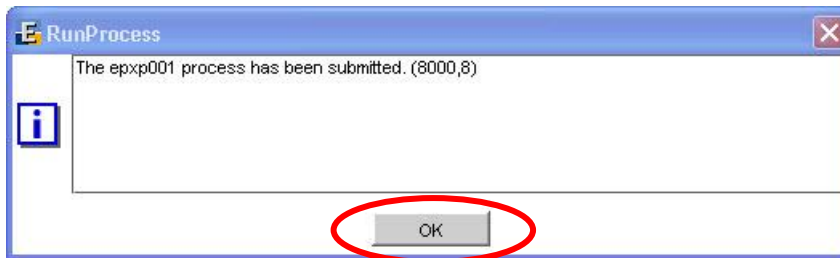 RunProcess
The epxp001 process has been submitted. (8000,8)
OK